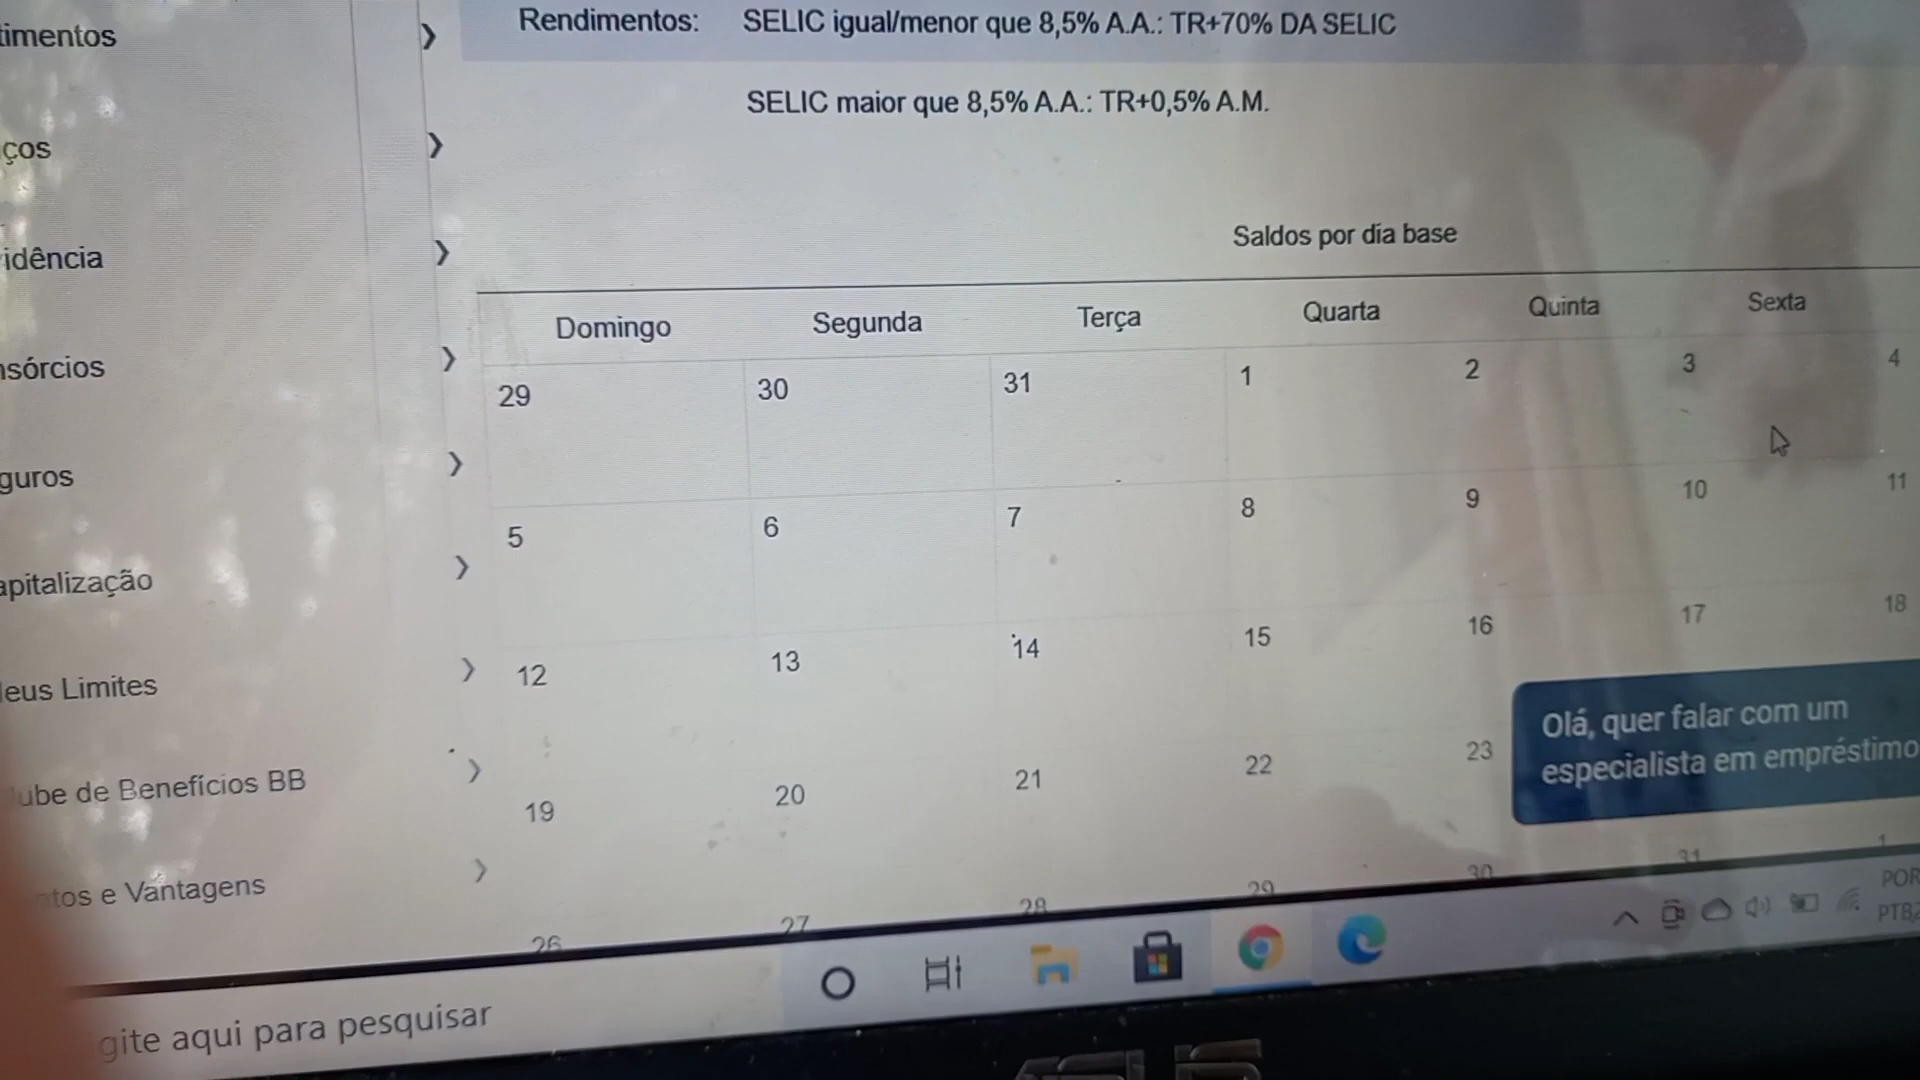 Rendimentos: SELIC igual/menor que 8,5% A.A.: TR+70% DA SELIC
SELIC maior que 8,5% A.A.: TR+0,5% A.M.
timentos
ços
idência
nsórcios
guros
apitalização
leus Limites
ube de Benefícios BB
ntos e Vantagens
Saldos por dia base
Domingo Segunda Terça Quarta Quinta Sexta
29 30 31 1 2 3 4
5 6 7 8 9 10 11
12 13 14 15 16 17 18
19 20 21 22 23
26 27 28 29 30 31 1
Olá, quer falar com um
especialista em empréstimo
gite aqui para pesquisar
POR
PTB2